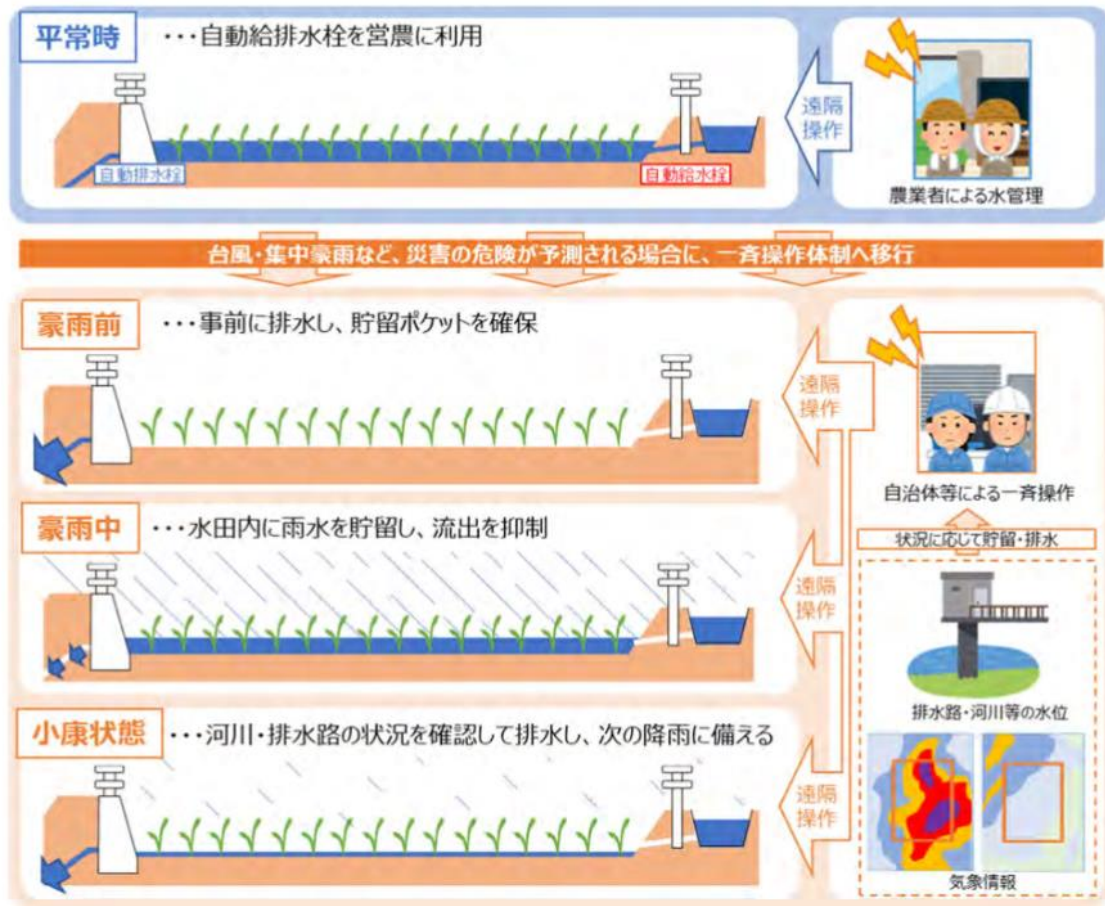 平常時
・・・自動給排水栓を営農に利用
自動排水栓
自動給水栓
遠隔
操作
農業者による水管理
台風・集中豪雨など、災害の危険が予測される場合に、一斉操作体制へ移行
豪雨前
・・・事前に排水し、貯留ポケットを確保
遠隔
操作
自治体等による一斉操作
豪雨中
・・・水田内に雨水を貯留し、流出を抑制
遠隔
操作
状況に応じて貯留・排水
排水路・河川等の水位
小康状態
・・・河川・排水路の状況を確認して排水し、次の降雨に備える
遠隔
操作
気象情報